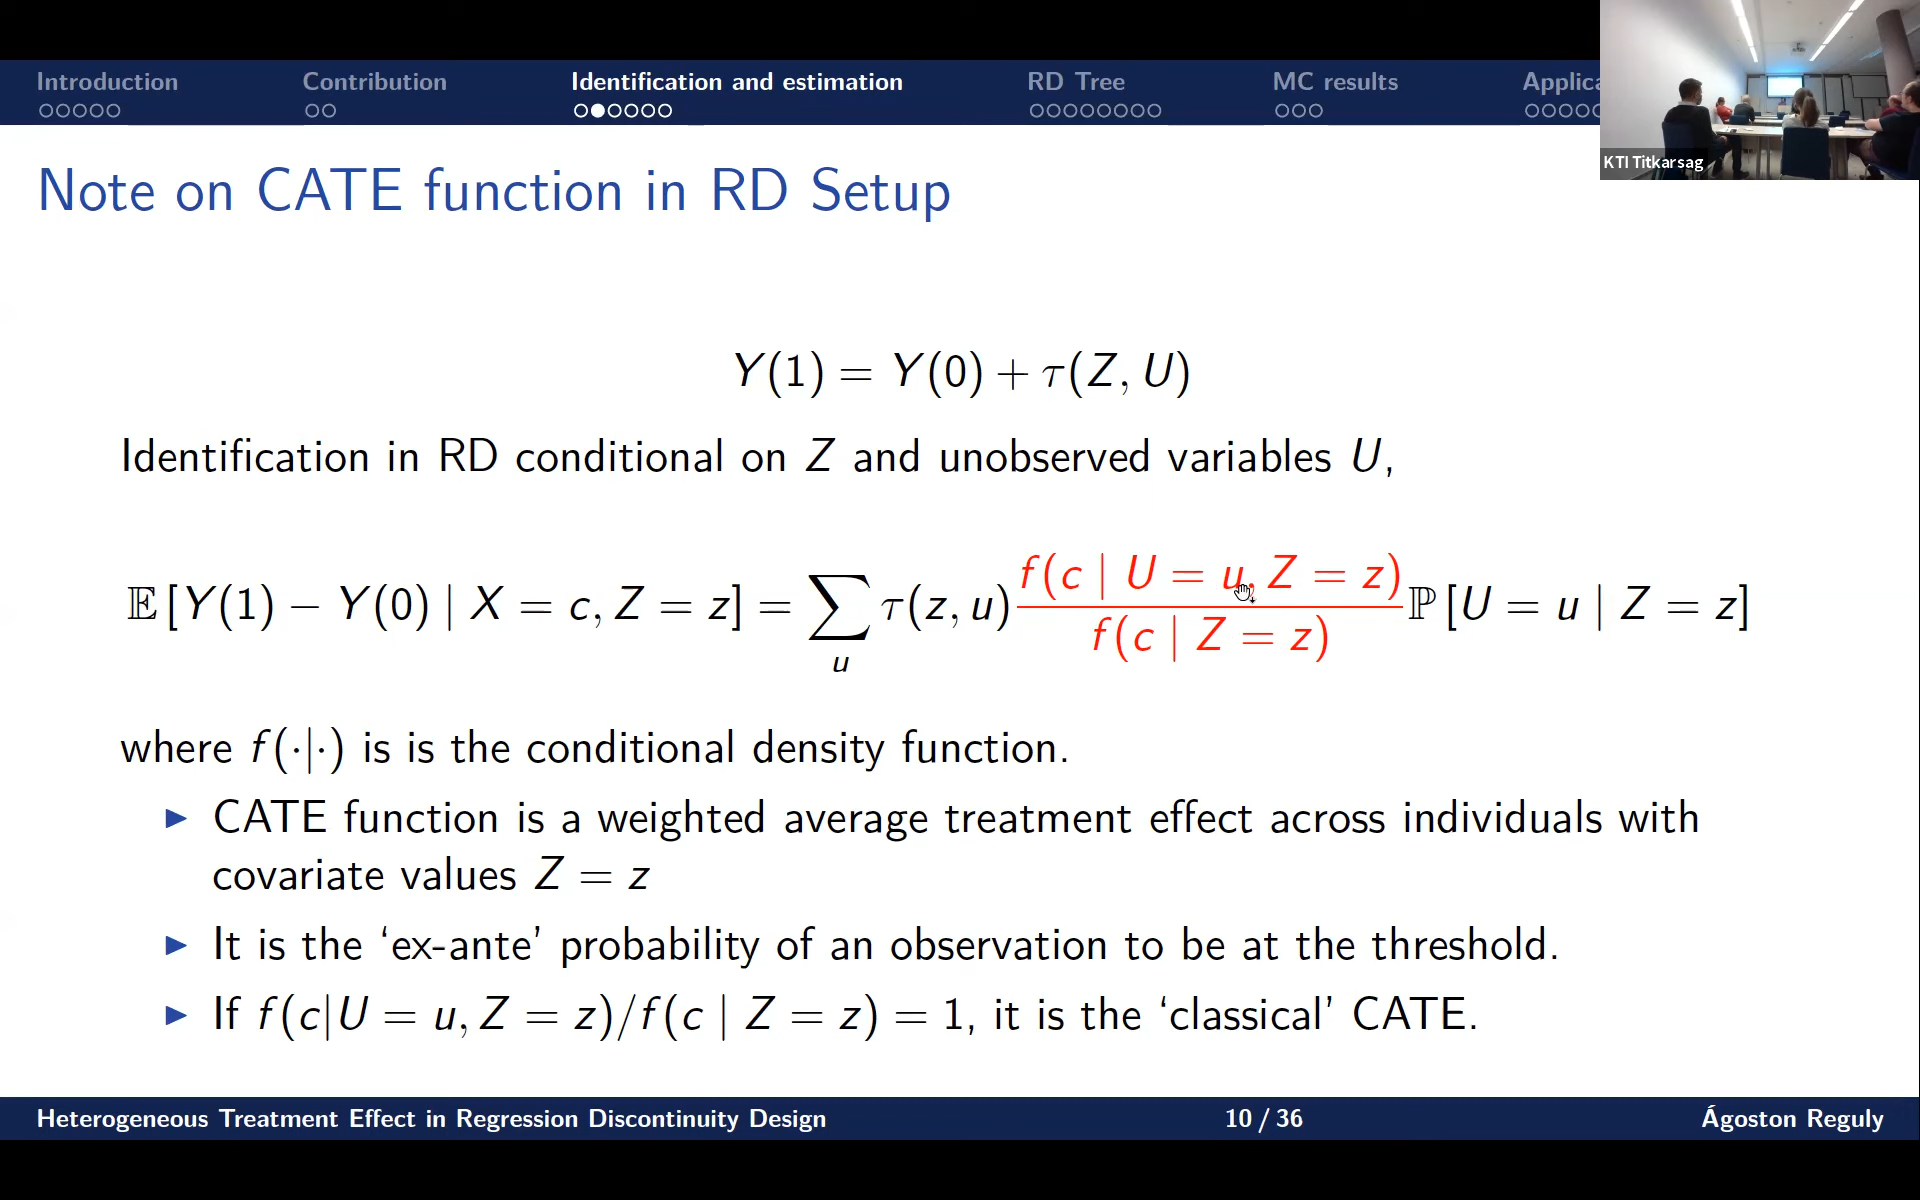 Introduction Contribution Identification and estimation RD Tree MC results Applica
KTI Titkarsag
Note on CATE function in RD Setup
Y(1) = Y(0) + τ(Z, U)
Identification in RD conditional on Z and unobserved variables U,
𝔼 [Y(1) − Y(0) | X = c, Z = z] = ∑_u τ(z, u) f(c | U = u, Z = z) / f(c | Z = z) ℙ [U = u | Z = z]
where f(·|·) is is the conditional density function.
▶ CATE function is a weighted average treatment effect across individuals with
covariate values Z = z
▶ It is the ‘ex-ante’ probability of an observation to be at the threshold.
▶ If f(c|U = u, Z = z)/f(c | Z = z) = 1, it is the ‘classical’ CATE.
Heterogeneous Treatment Effect in Regression Discontinuity Design 10 / 36 Ágoston Reguly